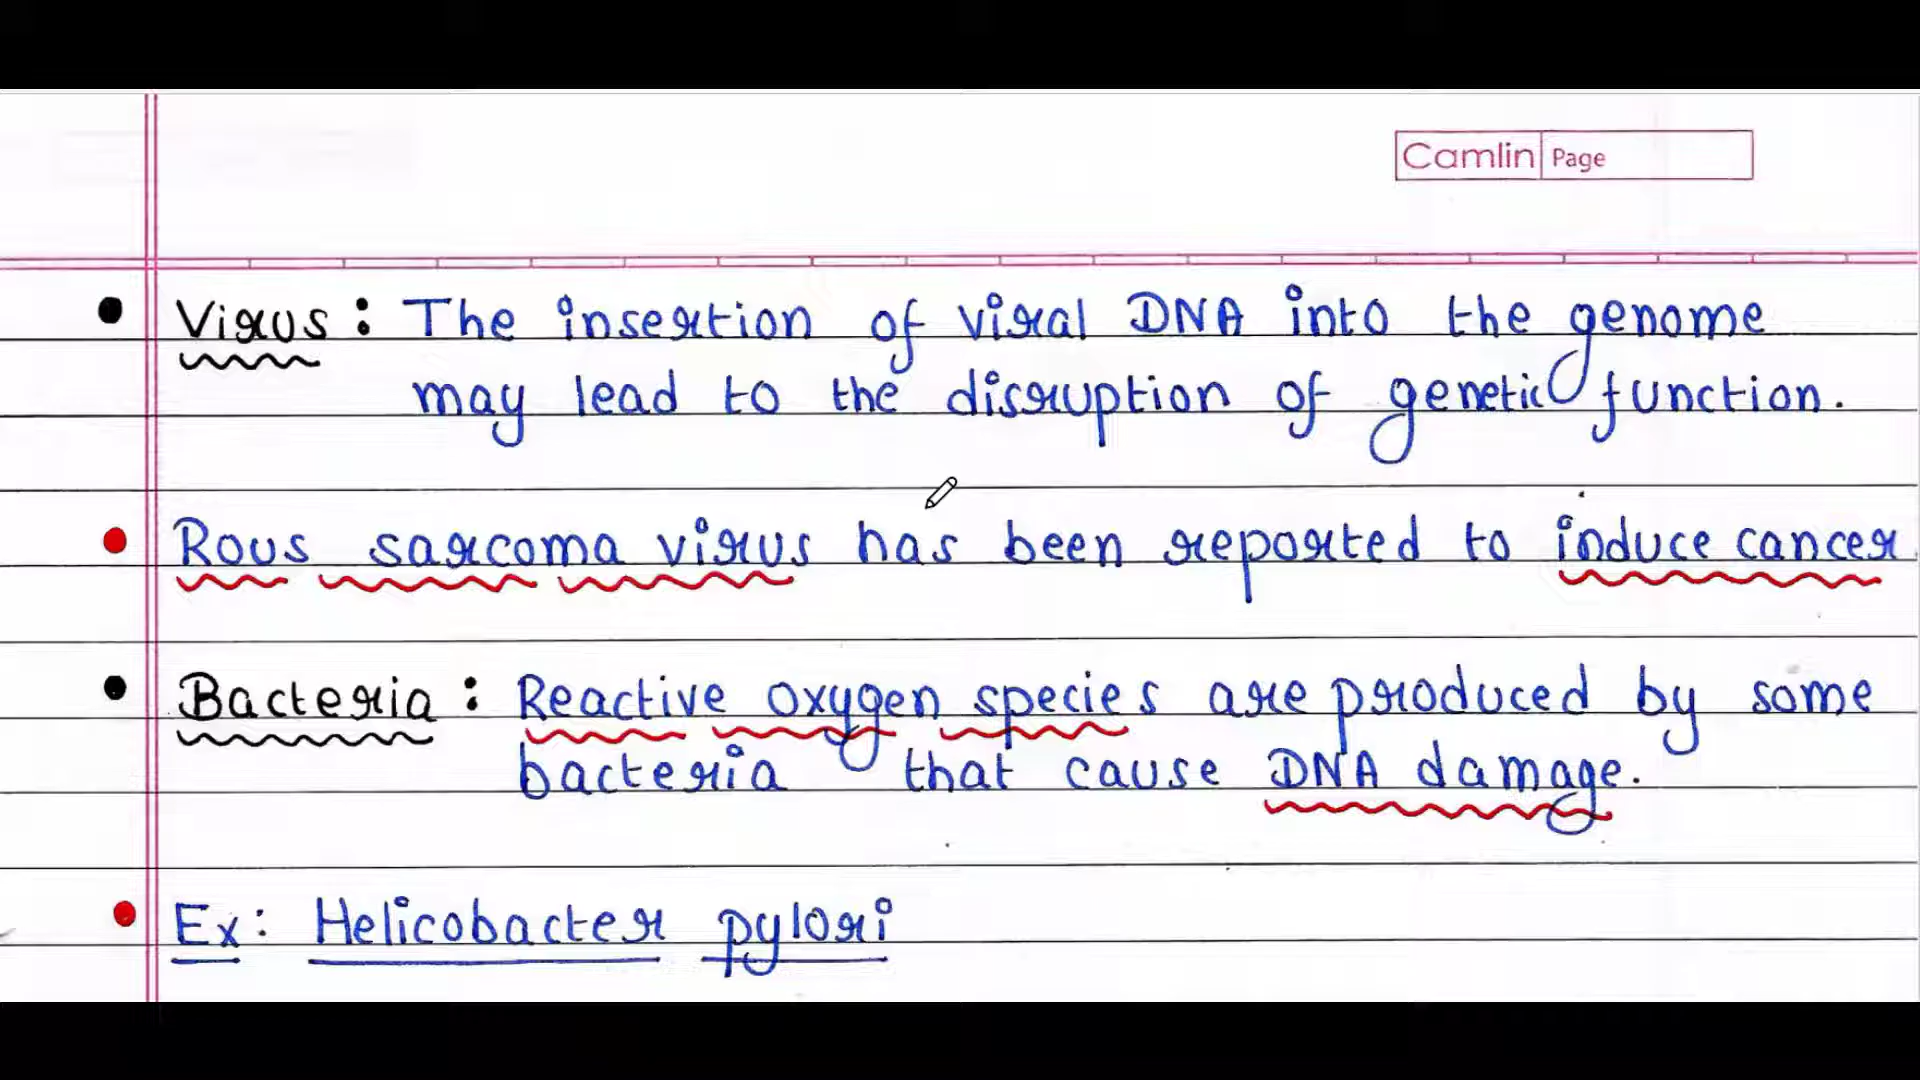 Camlin Page
• Virus : The insertion of viral DNA into the genome
may lead to the disruption of genetic function.
• Rous sarcoma virus has been reported to induce cancer
• Bacteria : Reactive oxygen species are produced by some
bacteria that cause DNA damage.
• Ex: Helicobacter pylori